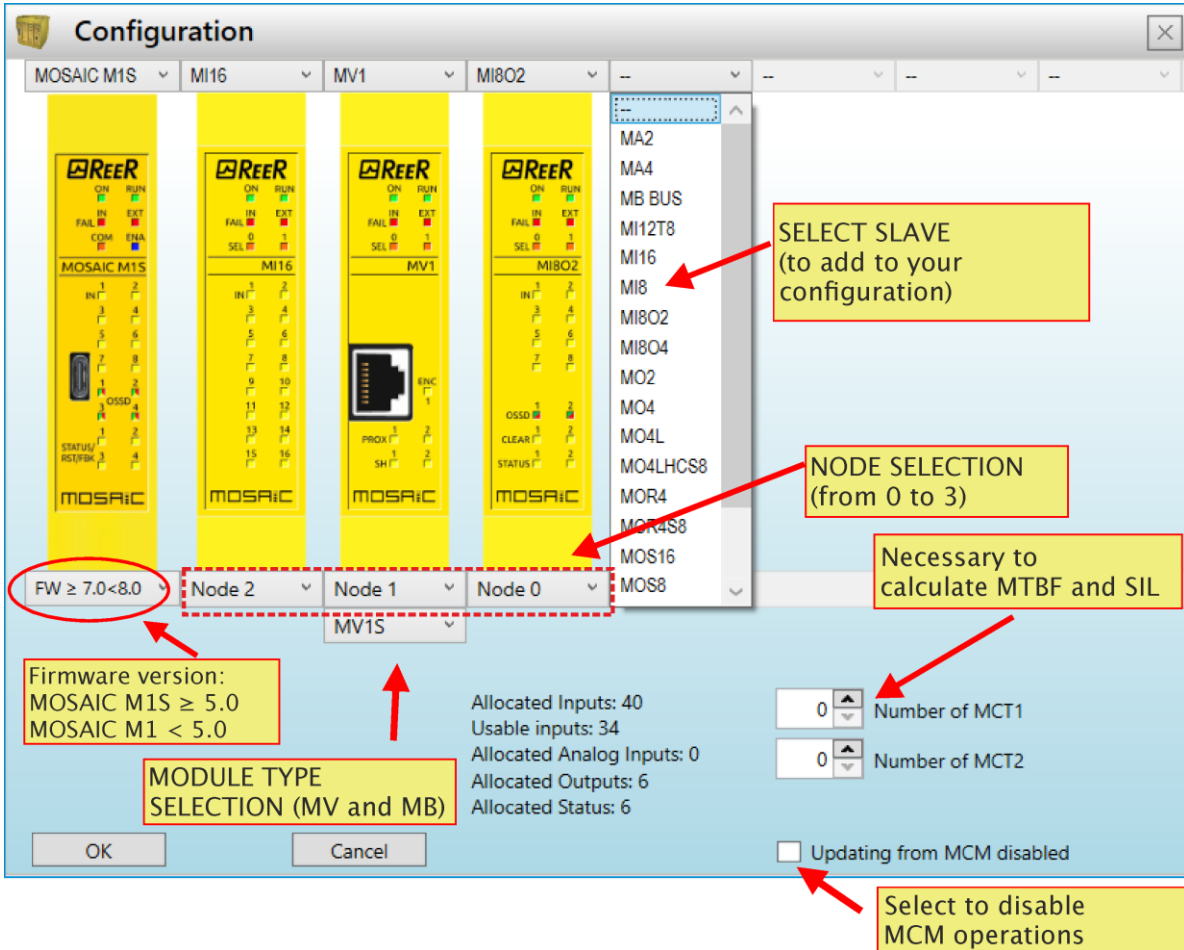 Configuration
MOSAIC M1S MI16 MV1 MI8O2 -- -- -- --
--
MA2
MA4
MB BUS
MI12T8
MI16
MI8
MI8O2
MI8O4
MO2
MO4
MO4L
MO4LHCS8
MOR4
MOR4S8
MOS16
MOS8
REER
ON RUN
IN EXT
FAIL
COM ENA
MOSAIC M1S
1 2
IN
3 4
5 6
7 8
1 2
OSSD
3 4
1 2
STATUS/
RST/FBK 3 4
MOSAIC
REER
ON RUN
IN EXT
FAIL
0 1
SEL
MI16
1 2
IN
3 4
5 6
7 8
9 10
11 12
13 14
15 16
MOSAIC
REER
ON RUN
IN EXT
FAIL
0 1
SEL
MV1
ENC
1
PROX 1 2
SH 1 2
MOSAIC
REER
ON RUN
IN EXT
FAIL
0 1
SEL
MI8O2
1 2
IN
3 4
5 6
7 8
OSSD 1 2
CLEAR 1 2
STATUS 1 2
MOSAIC
SELECT SLAVE
(to add to your
configuration)
NODE SELECTION
(from 0 to 3)
Necessary to
calculate MTBF and SIL
FW ≥ 7.0<8.0 Node 2 Node 1 Node 0
MV1S
Firmware version:
MOSAIC M1S ≥ 5.0
MOSAIC M1 < 5.0
MODULE TYPE
SELECTION (MV and MB)
Allocated Inputs: 40
Usable inputs: 34
Allocated Analog Inputs: 0
Allocated Outputs: 6
Allocated Status: 6
0 Number of MCT1
0 Number of MCT2
OK Cancel
Updating from MCM disabled
Select to disable
MCM operations